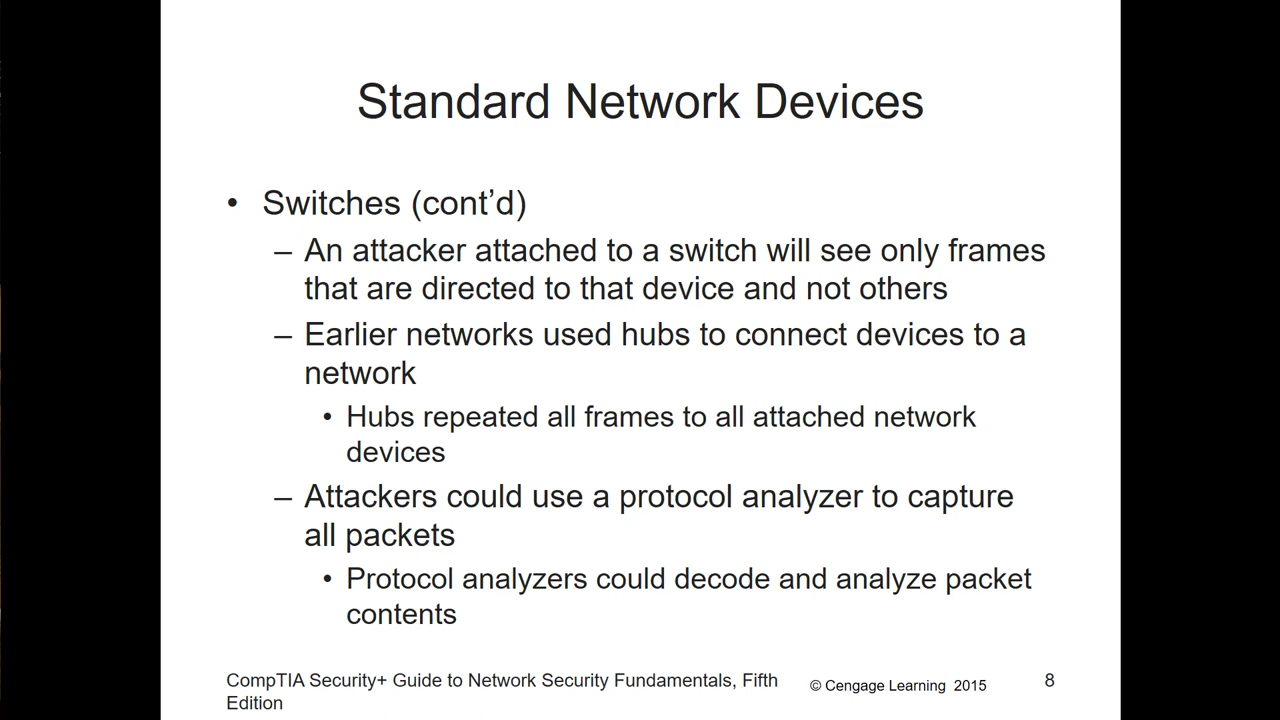 Standard Network Devices
• Switches (cont’d)
– An attacker attached to a switch will see only frames
that are directed to that device and not others
– Earlier networks used hubs to connect devices to a
network
• Hubs repeated all frames to all attached network
devices
– Attackers could use a protocol analyzer to capture
all packets
• Protocol analyzers could decode and analyze packet
contents
CompTIA Security+ Guide to Network Security Fundamentals, Fifth
Edition
© Cengage Learning 2015
8